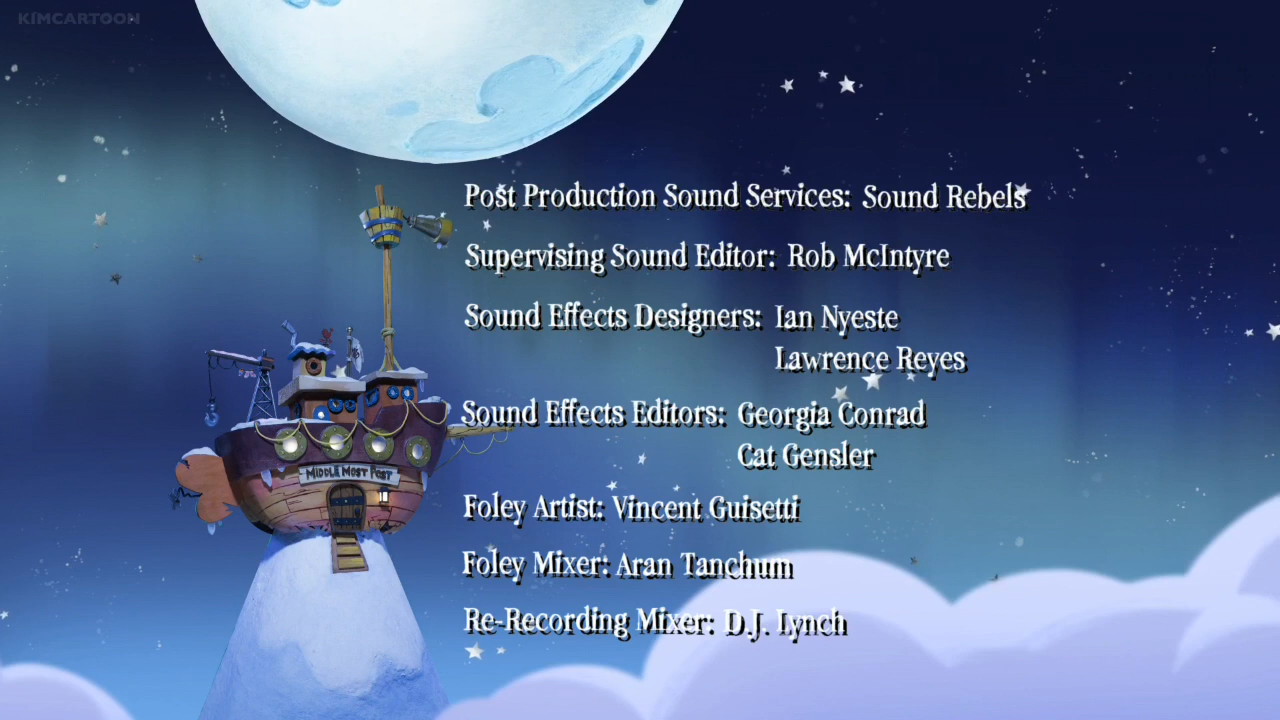 KIMCARTOON
Post Production Sound Services: Sound Rebels
Supervising Sound Editor: Rob McIntyre
Sound Effects Designers: Ian Nyeste
Lawrence Reyes
Sound Effects Editors: Georgia Conrad
Cat Gensler
MIDDLE MOST POST
Foley Artist: Vincent Guisetti
Foley Mixer: Aran Tanchum
Re-Recording Mixer: D.J. Lynch